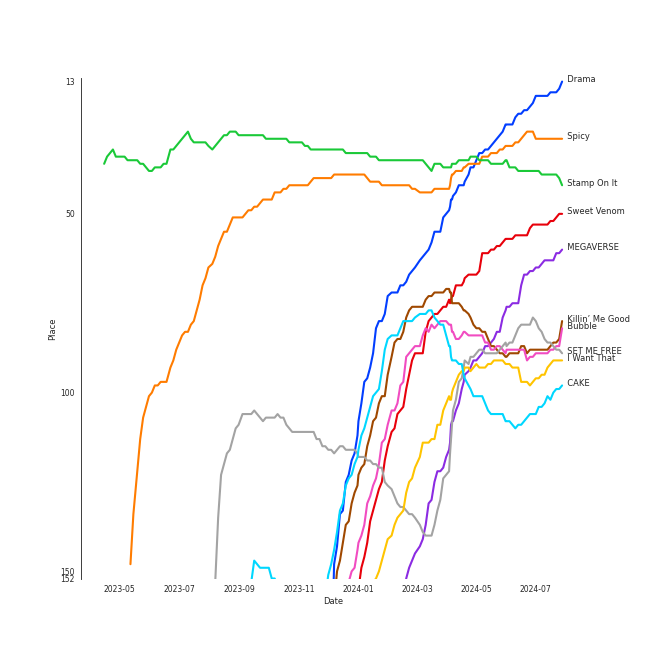 13
50
100
150
152
Place
2023-05
2023-07
2023-09
2023-11
2024-01
2024-03
2024-05
2024-07
Date
Drama
Spicy
Stamp On It
Sweet Venom
MEGAVERSE
Killin' Me Good
Bubble
SET ME FREE
I Want That
CAKE